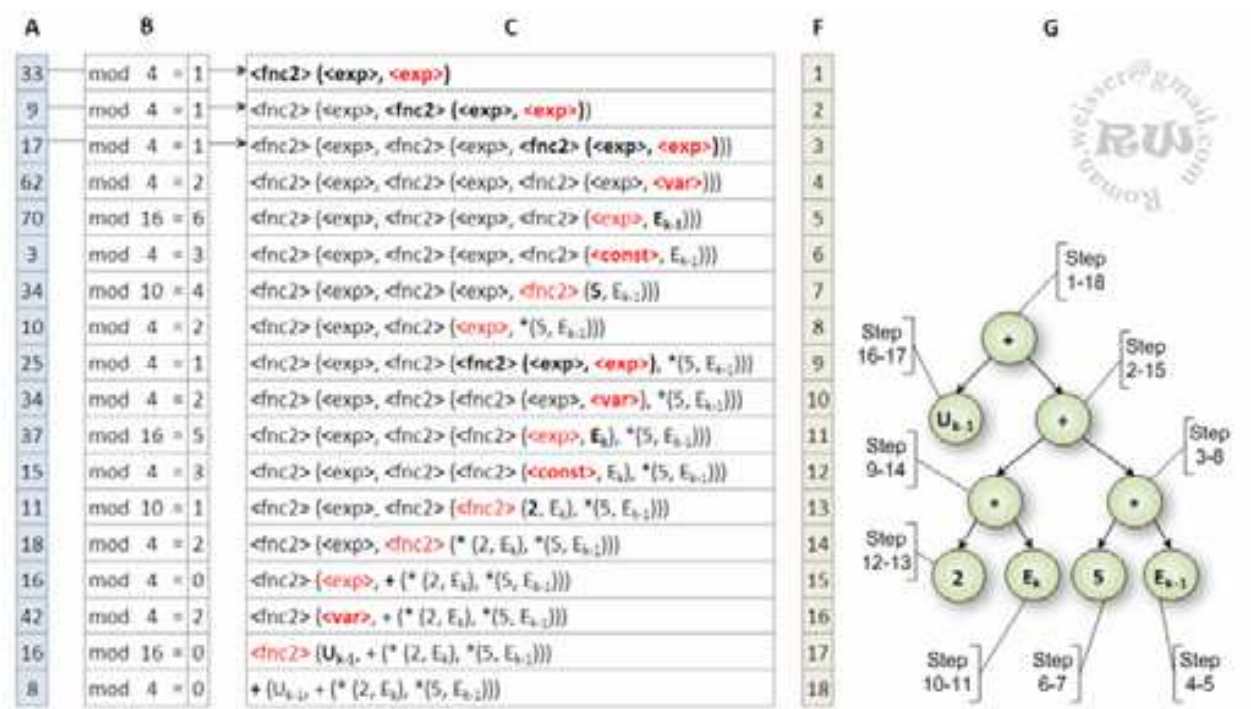 A B C F G
33 mod 4 = 1 <fnc2> (<exp>, <exp>) 1
9 mod 4 = 1 <fnc2> (<exp>, <fnc2> (<exp>, <exp>)) 2
17 mod 4 = 1 <fnc2> (<exp>, <fnc2> (<exp>, <fnc2> (<exp>, <exp>))) 3
62 mod 4 = 2 <fnc2> (<exp>, <fnc2> (<exp>, <fnc2> (<exp>, <var>))) 4
70 mod 16 = 6 <fnc2> (<exp>, <fnc2> (<exp>, <fnc2> (<exp>, Eₖ₋₁))) 5
3 mod 4 = 3 <fnc2> (<exp>, <fnc2> (<exp>, <fnc2> (<const>, Eₖ₋₁))) 6
34 mod 10 = 4 <fnc2> (<exp>, <fnc2> (<exp>, <fnc2> (5, Eₖ₋₁))) 7
10 mod 4 = 2 <fnc2> (<exp>, <fnc2> (<exp>, *(5, Eₖ₋₁))) 8
25 mod 4 = 1 <fnc2> (<exp>, <fnc2> (<fnc2> (<exp>, <exp>), *(5, Eₖ₋₁))) 9
34 mod 4 = 2 <fnc2> (<exp>, <fnc2> (<fnc2> (<exp>, <var>), *(5, Eₖ₋₁))) 10
37 mod 16 = 5 <fnc2> (<exp>, <fnc2> (<fnc2> (<exp>, Eₖ), *(5, Eₖ₋₁))) 11
15 mod 4 = 3 <fnc2> (<exp>, <fnc2> (<fnc2> (<const>, Eₖ), *(5, Eₖ₋₁))) 12
11 mod 10 = 1 <fnc2> (<exp>, <fnc2> (<fnc2> (2, Eₖ), *(5, Eₖ₋₁))) 13
18 mod 4 = 2 <fnc2> (<exp>, <fnc2> (* (2, Eₖ), *(5, Eₖ₋₁))) 14
16 mod 4 = 0 <fnc2> (<exp>, + (* (2, Eₖ), *(5, Eₖ₋₁))) 15
42 mod 4 = 2 <fnc2> (<var>, + (* (2, Eₖ), *(5, Eₖ₋₁))) 16
16 mod 16 = 0 <fnc2> (Uₖ₋₁, + (* (2, Eₖ), *(5, Eₖ₋₁))) 17
8 mod 4 = 0 + (Uₖ₋₁, + (* (2, Eₖ), *(5, Eₖ₋₁))) 18
Roman.weisser@gmail.com
RW
Step
1-18
+
Step
16-17
Step
2-15
Uₖ₋₁
+
Step
9-14
Step
3-8
*
*
Step
12-13
2
Eₖ
5
Eₖ₋₁
Step
10-11
Step
6-7
Step
4-5